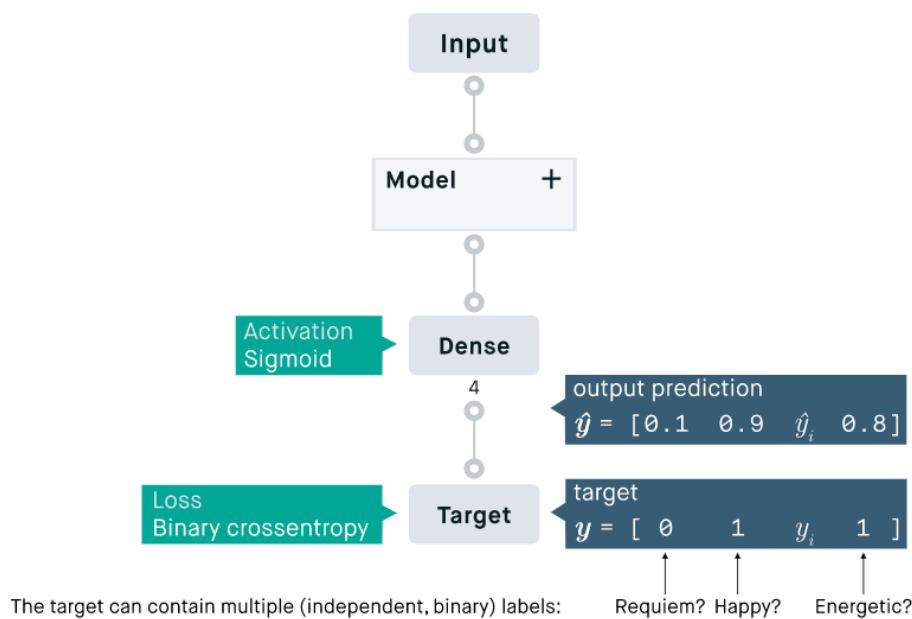 Input
Model +
Activation
Sigmoid
Dense
4
output prediction
ŷ = [0.1 0.9 ŷᵢ 0.8]
Loss
Binary crossentropy
Target
target
y = [ 0 1 yᵢ 1 ]
The target can contain multiple (independent, binary) labels: Requiem? Happy? Energetic?